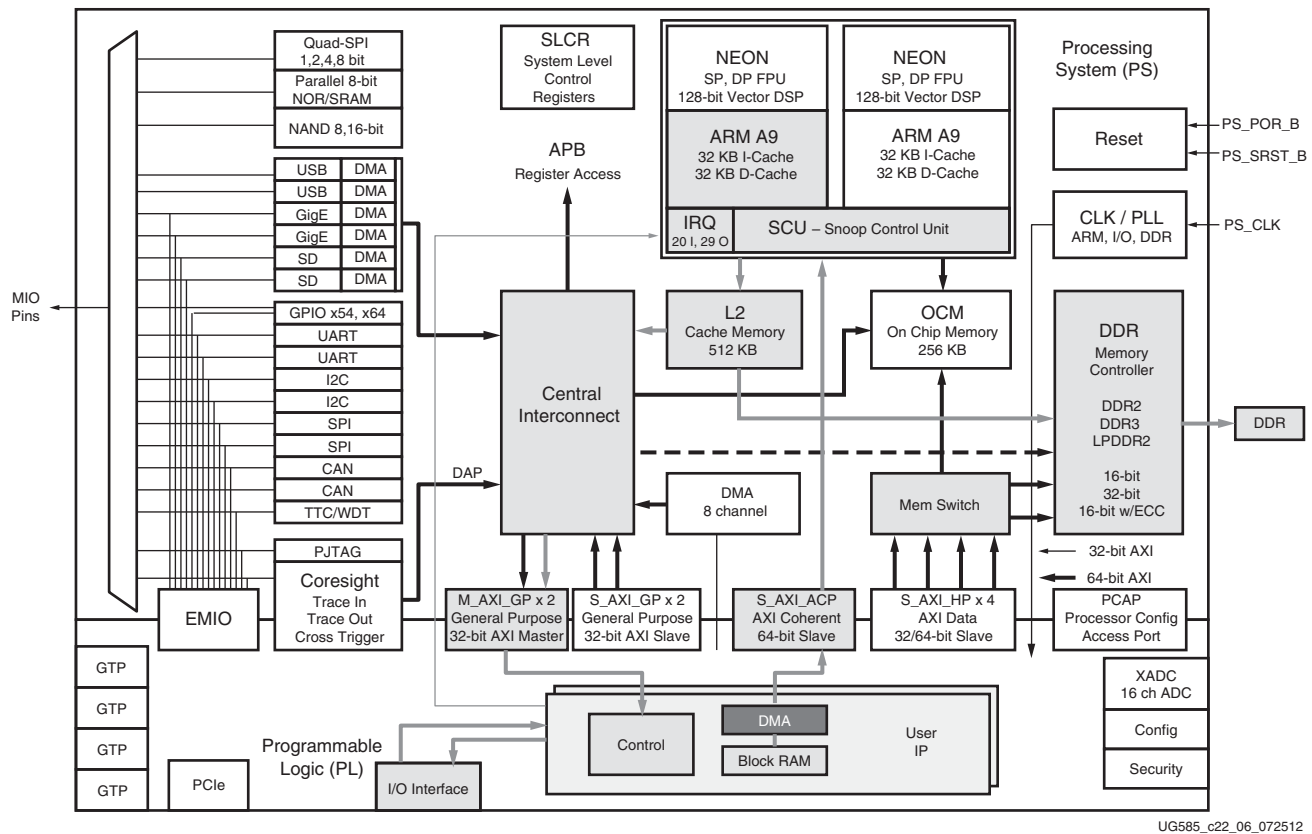 Quad-SPI
1,2,4,8 bit
Parallel 8-bit
NOR/SRAM
NAND 8,16-bit
USB DMA
USB DMA
GigE DMA
GigE DMA
SD DMA
SD DMA
GPIO x54, x64
UART
UART
I2C
I2C
SPI
SPI
CAN
CAN
TTC/WDT
PJTAG
Coresight
Trace In
Trace Out
Cross Trigger
MIO
Pins
EMIO
SLCR
System Level
Control
Registers
APB
Register Access
NEON
SP, DP FPU
128-bit Vector DSP
NEON
SP, DP FPU
128-bit Vector DSP
ARM A9
32 KB I-Cache
32 KB D-Cache
ARM A9
32 KB I-Cache
32 KB D-Cache
IRQ
20 I, 29 O
SCU – Snoop Control Unit
Processing
System (PS)
Reset
PS_POR_B
PS_SRST_B
CLK / PLL
ARM, I/O, DDR
PS_CLK
L2
Cache Memory
512 KB
OCM
On Chip Memory
256 KB
DDR
Memory
Controller
DDR2
DDR3
LPDDR2
16-bit
32-bit
16-bit w/ECC
DDR
Central
Interconnect
DAP
DMA
8 channel
Mem Switch
32-bit AXI
64-bit AXI
M_AXI_GP x 2
General Purpose
32-bit AXI Master
S_AXI_GP x 2
General Purpose
32-bit AXI Slave
S_AXI_ACP
AXI Coherent
64-bit Slave
S_AXI_HP x 4
AXI Data
32/64-bit Slave
PCAP
Processor Config
Access Port
GTP
GTP
GTP
GTP
PCIe
Programmable
Logic (PL)
I/O Interface
Control
DMA
Block RAM
User
IP
XADC
16 ch ADC
Config
Security
UG585_c22_06_072512